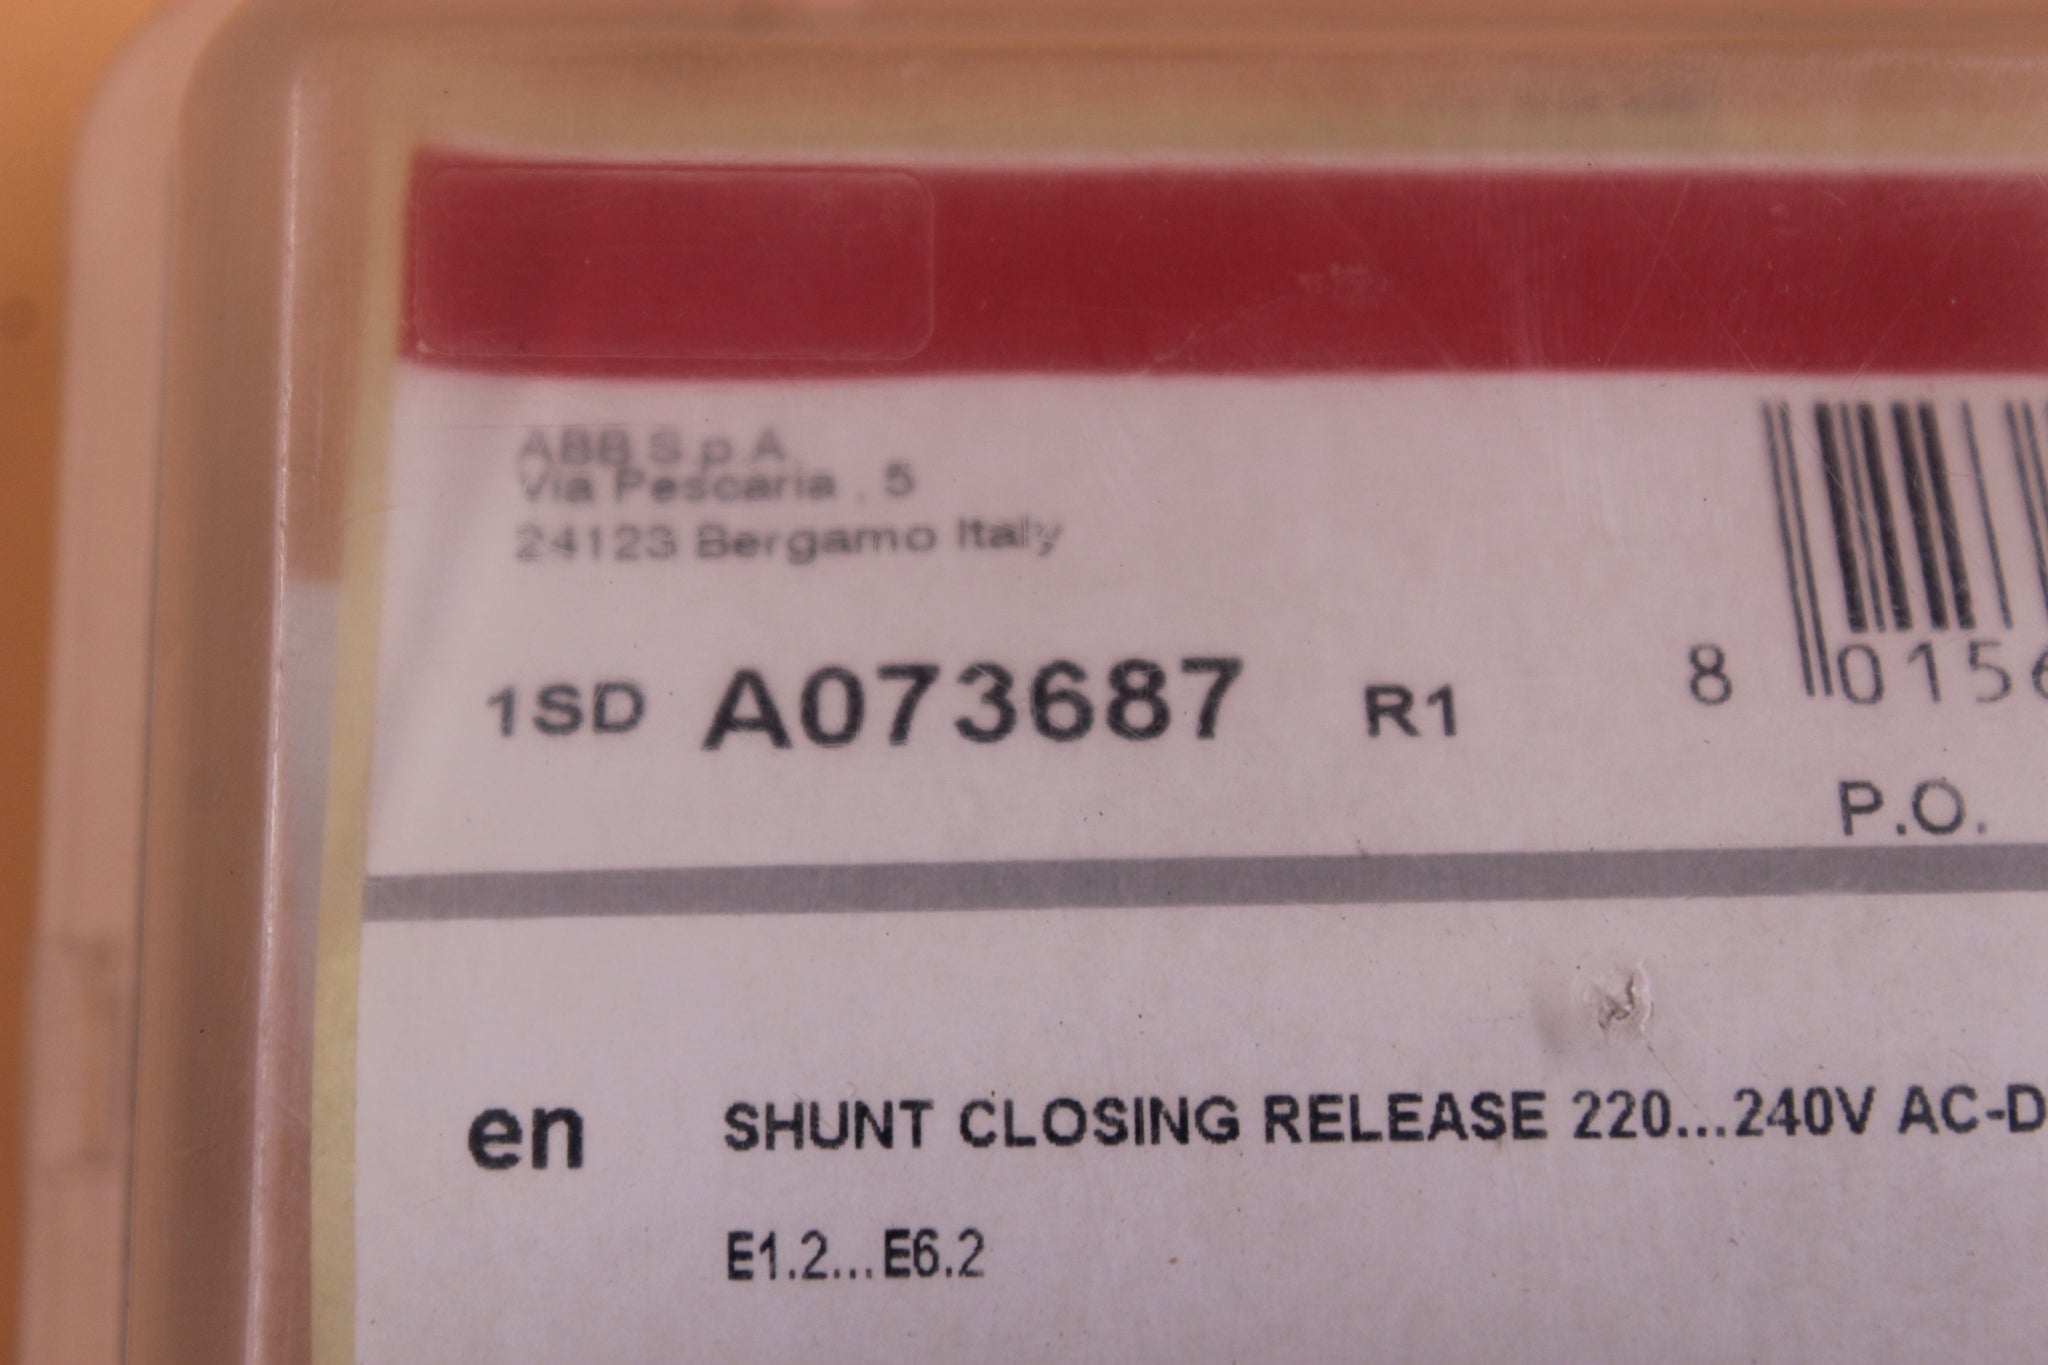 ABB S.p.A.
Via Pescaria , 5
24123 Bergamo Italy
1SD A073687 R1
8 0156
P.O.
en SHUNT CLOSING RELEASE 220...240V AC-D
E1.2...E6.2